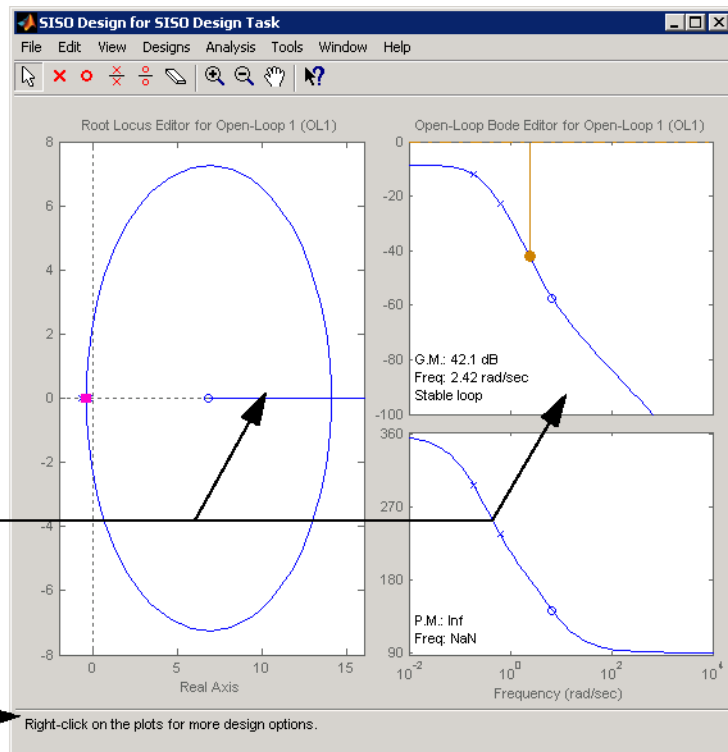 SISO Design for SISO Design Task
File Edit View Designs Analysis Tools Window Help
Root Locus Editor for Open-Loop 1 (OL1)
8
6
4
2
0
-2
-4
-6
-8
0 5 10 15
Real Axis
Open-Loop Bode Editor for Open-Loop 1 (OL1)
0
-20
-40
-60
-80
-100
G.M.: 42.1 dB
Freq: 2.42 rad/sec
Stable loop
360
270
180
90
P.M.: Inf
Freq: NaN
10^-2 10^0 10^2 10^4
Frequency (rad/sec)
Right-click on the plots for more design options.